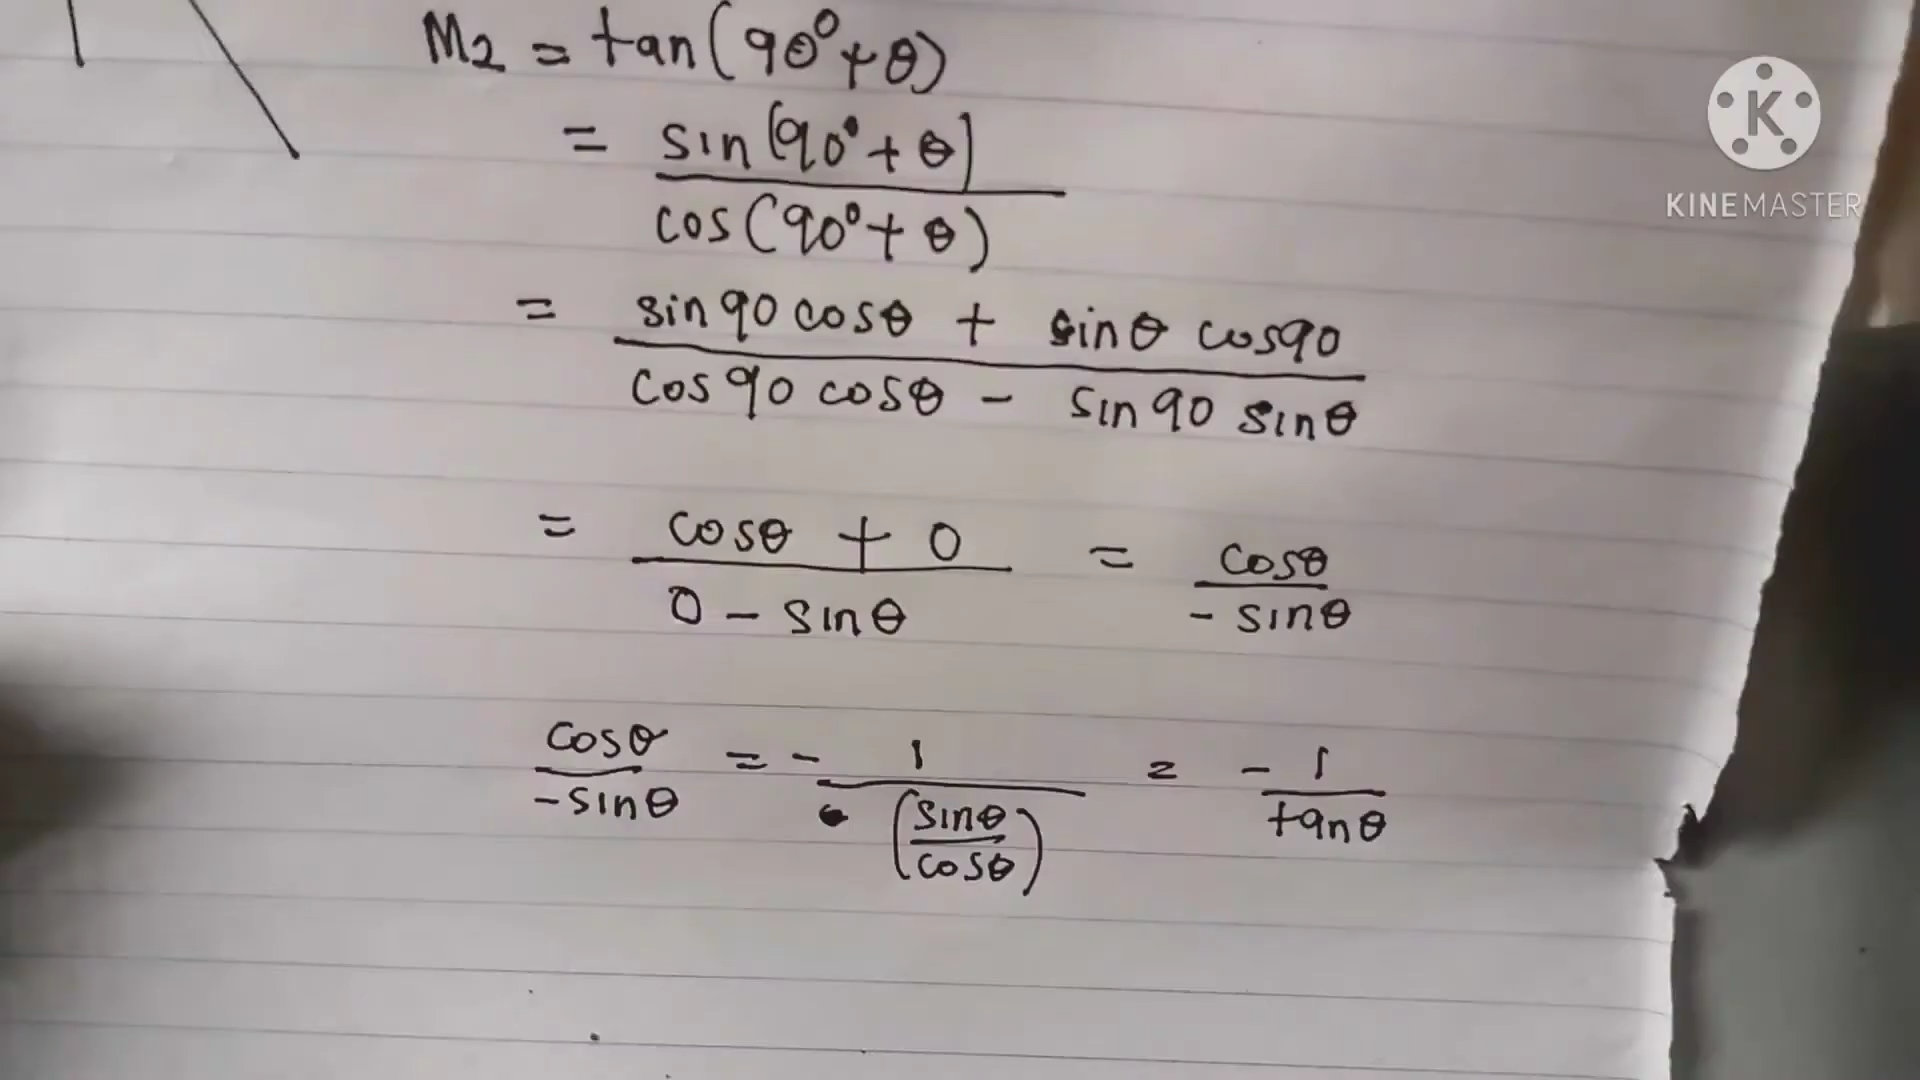 M2 = tan(90° + θ)
= sin(90° + θ)
cos(90° + θ)
= sin90 cosθ + sinθ cos90
cos90 cosθ - sin90 sinθ
= cosθ + 0 = cosθ
0 - sinθ - sinθ
cosθ = - 1 = - 1
-sinθ (sinθ tanθ
cosθ)
K
KINEMASTER